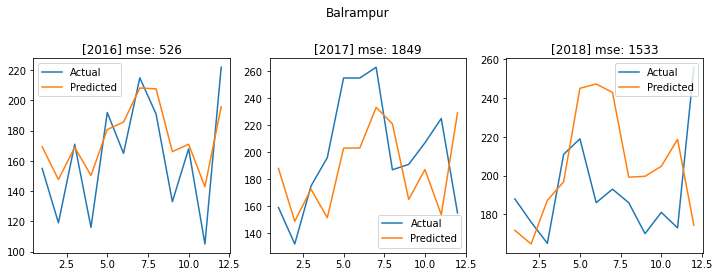 Balrampur
[2016] mse: 526
Actual
Predicted
220
200
180
160
140
120
100
2.5 5.0 7.5 10.0 12.5
[2017] mse: 1849
260
240
220
200
180
160
140
Actual
Predicted
2.5 5.0 7.5 10.0 12.5
[2018] mse: 1533
Actual
Predicted
260
240
220
200
180
2.5 5.0 7.5 10.0 12.5